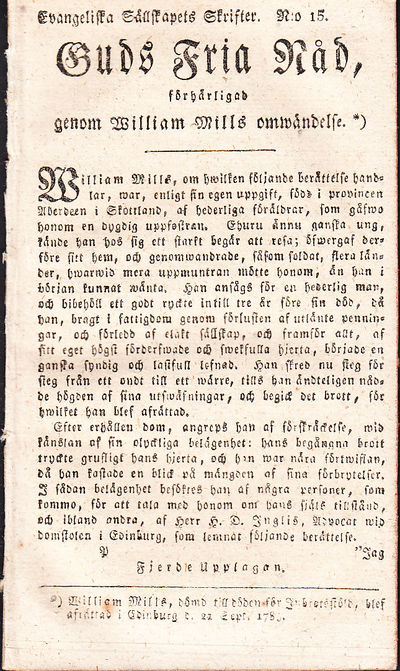 Evangeliska Sällskapets Skrifter. N:o 15.
Guds Fria Nåd,
förhärligad
genom William Mills omwändelse. *)
William Mills, om hwilken följande berättelse hand-
lar, war, enligt sin egen uppgift, född i provincen
Aberdeen i Skottland, af hederliga föräldrar, som gåfwo
honom en dygdig uppfostran. Ehuru ännu ganska ung,
kände han hos sig ett starkt begär att resa; öfwergaf der-
före sitt hem, och genomwandrade, såsom soldat, flera län-
der, hwarwid mera uppmuntran mötte honom, än han i
början kunnat wänta. Han ansågs för en hederlig man,
och bibehöll ett godt ryckte intill tre år före sin död, då
han, bragt i fattigdom genom förlusten af utlånte pennin-
gar, och förledd af elakt sällskap, och framför allt, af
sitt eget högst förderfwade och swekfulla hjerta, började en
ganska syndig och lastfull lefnad. Han skred nu steg för
steg från ett ondt till ett wärre, tills han ändteligen nåd-
de högden af sina utswäfningar, och begick det brott, för
hwilket han blef afrättad.
Efter erhållen dom, angreps han af förskräckelse, wid
känslan af sin olyckliga belägenhet: hans begångna brott
tryckte grufligt hans hjerta, och han war nära förtwiflan,
då han kastade en blick på mängden af sina förbrytelser.
I sådan belägenhet besöktes han af några personer, som
kommo, för att tala med honom om hans själs tillstånd,
och ibland andra, af Herr H. D. Inglis, Advocat wid
domstolen i Edinburg, som lemnat följande berättelse.
P "Jag
Fjerde Upplagan.
*) William Mills, dömd till döden för Inbrottsstöld, blef
afrättad i Edinburg d. 21 Sept.